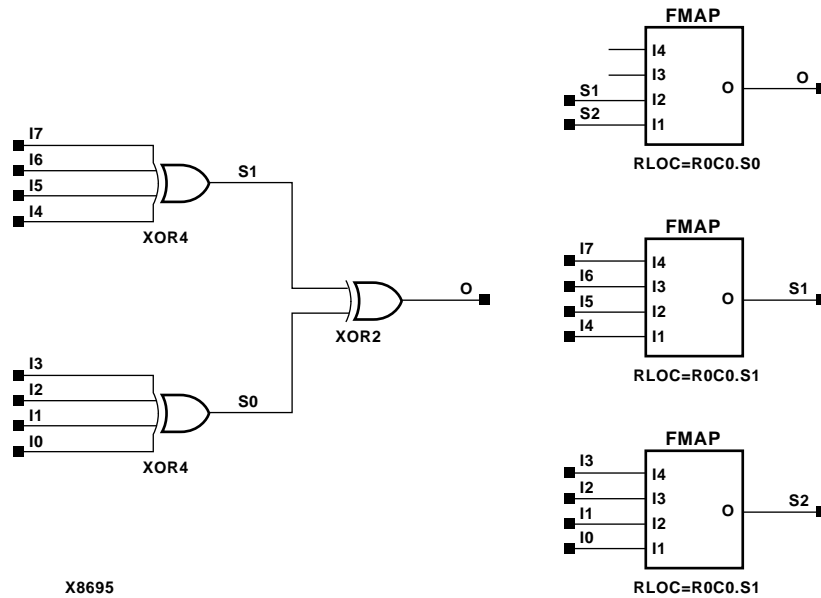 I7
I6
I5
I4
XOR4
S1
I3
I2
I1
I0
XOR4
S0
XOR2
O
X8695
FMAP
I4
I3
S1
I2
S2
I1
O
O
RLOC=R0C0.S0
FMAP
I7
I4
I6
I3
I5
I2
I4
I1
O
S1
RLOC=R0C0.S1
FMAP
I3
I4
I2
I3
I1
I2
I0
I1
O
S2
RLOC=R0C0.S1